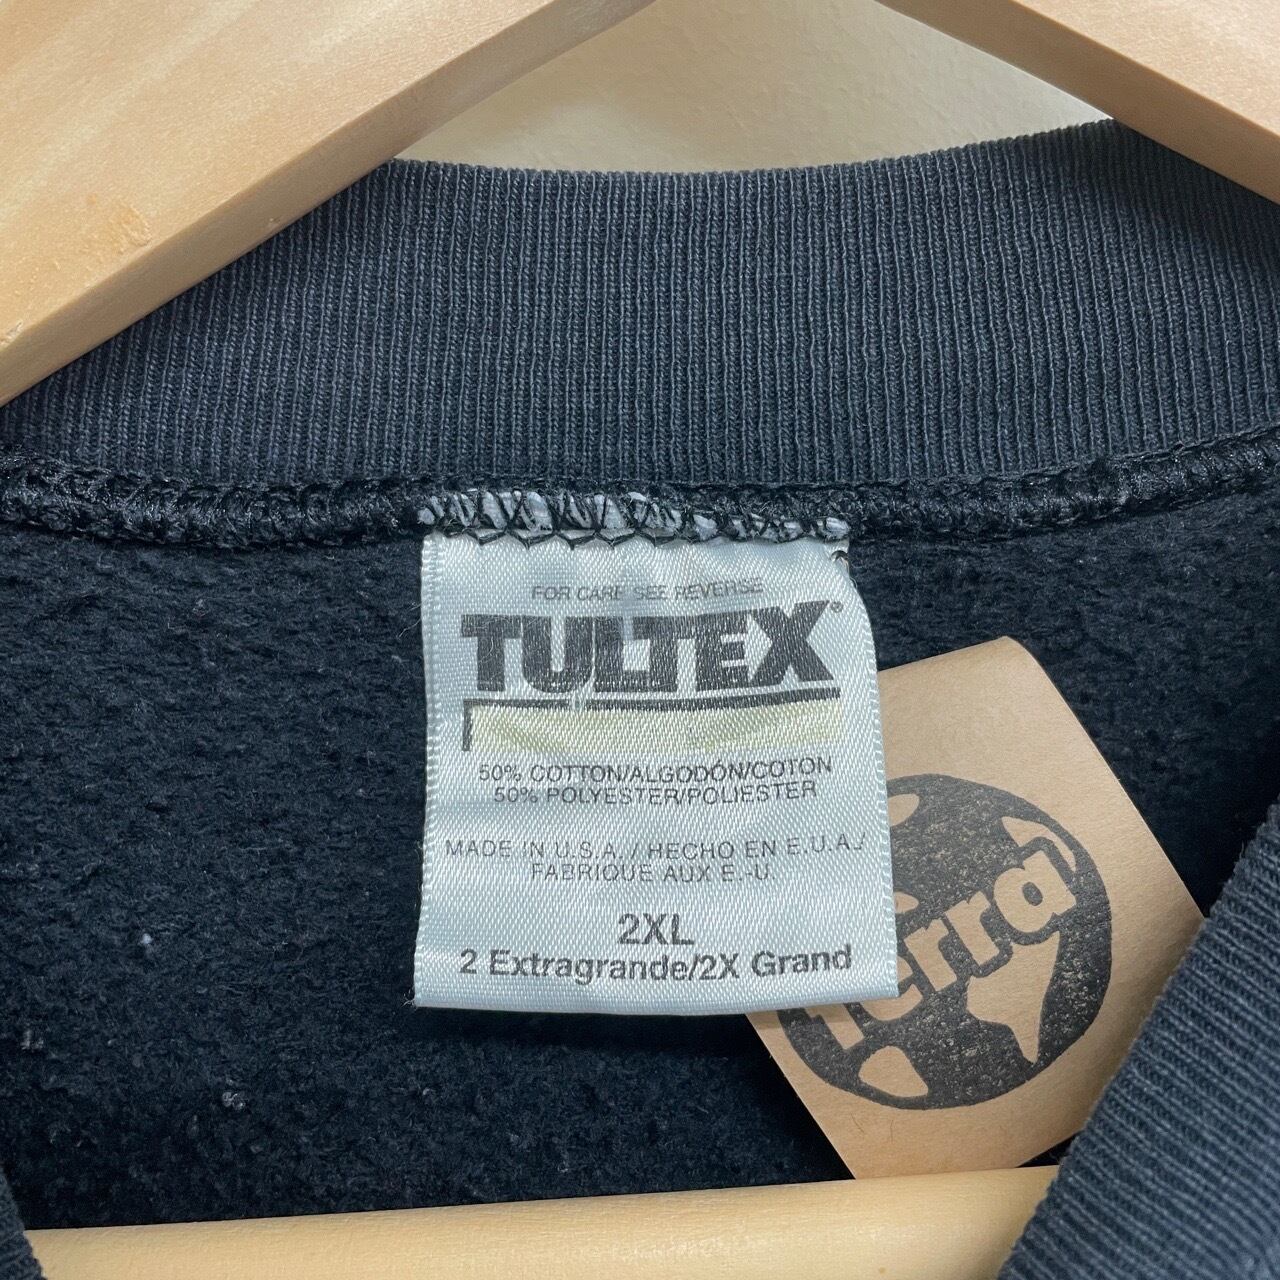 FOR CARE SEE REVERSE
TULTEX®
50% COTTON/ALGODÓN/COTON
50% POLYESTER/POLIESTER
MADE IN U.S.A. / HECHO EN E.U.A./
FABRIQUE AUX E.-U.
2XL
2 Extragrande/2X Grand
terra